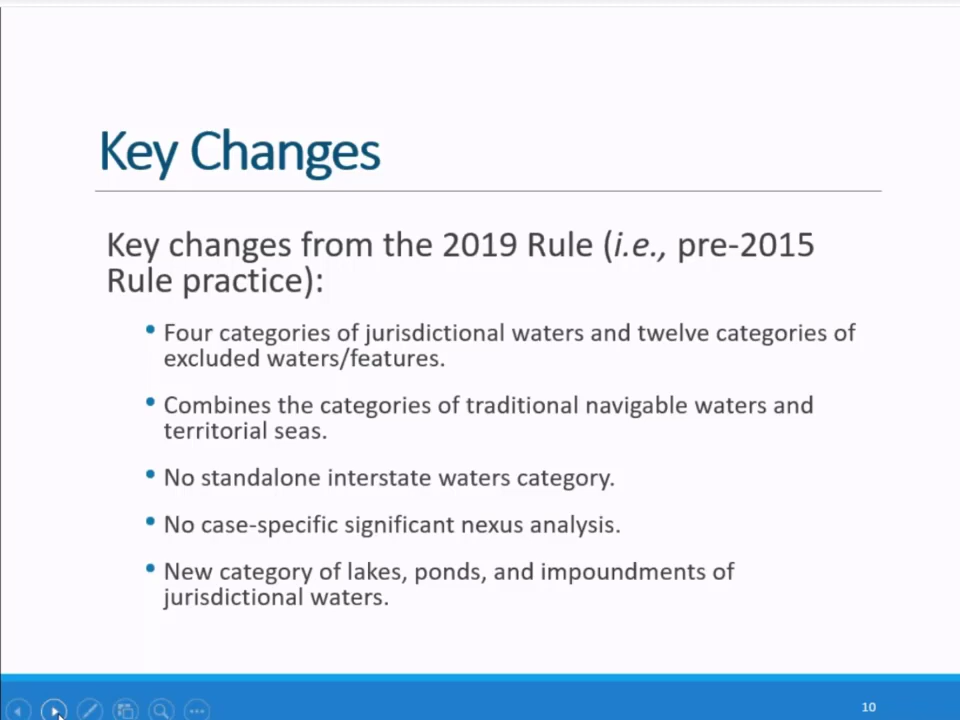 Key Changes
Key changes from the 2019 Rule (i.e., pre-2015
Rule practice):
• Four categories of jurisdictional waters and twelve categories of
excluded waters/features.
• Combines the categories of traditional navigable waters and
territorial seas.
• No standalone interstate waters category.
• No case-specific significant nexus analysis.
• New category of lakes, ponds, and impoundments of
jurisdictional waters.
10